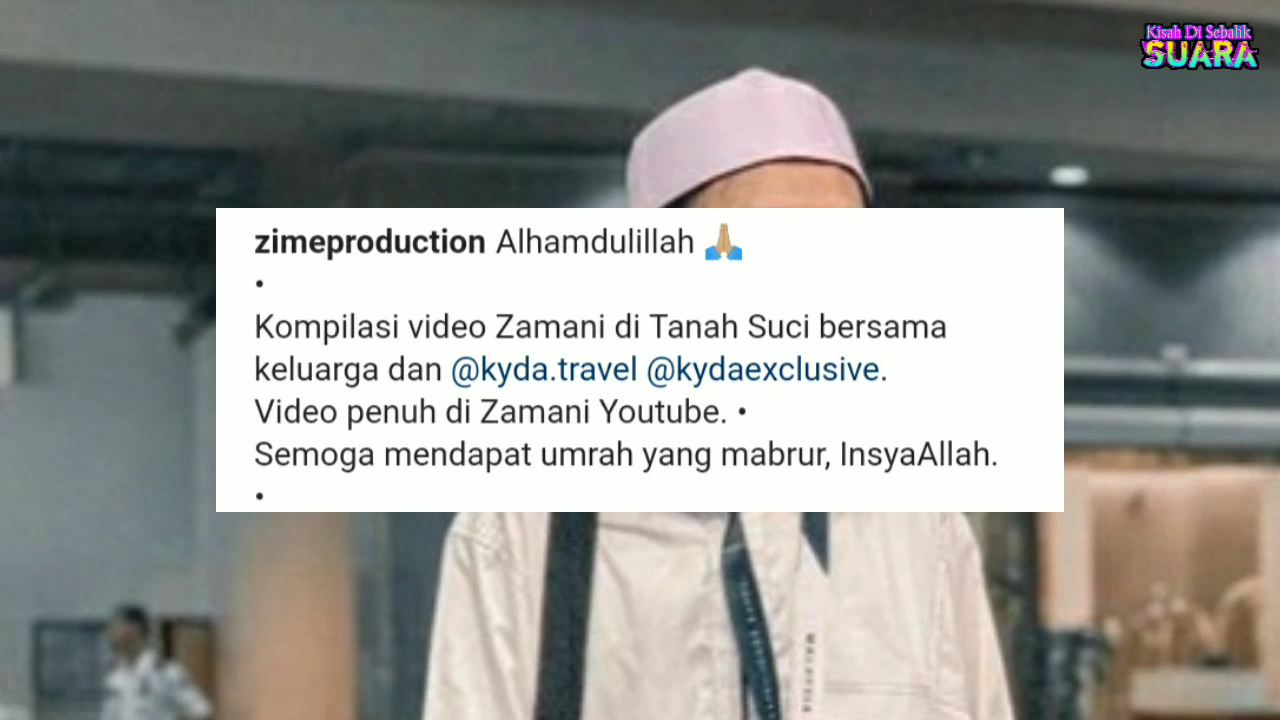 Kisah Di Sebalik
SUARA
zimeproduction Alhamdulillah 🙏🏼
•
Kompilasi video Zamani di Tanah Suci bersama
keluarga dan @kyda.travel @kydaexclusive.
Video penuh di Zamani Youtube. •
Semoga mendapat umrah yang mabrur, InsyaAllah.
•